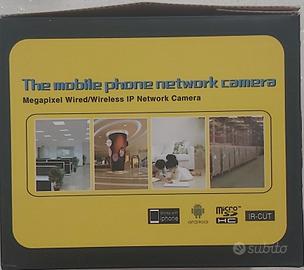 The mobile phone network camera
Megapixel Wired/Wireless IP Network Camera
iphone
ANDROID
micro
SD
HC
IR-CUT
subito